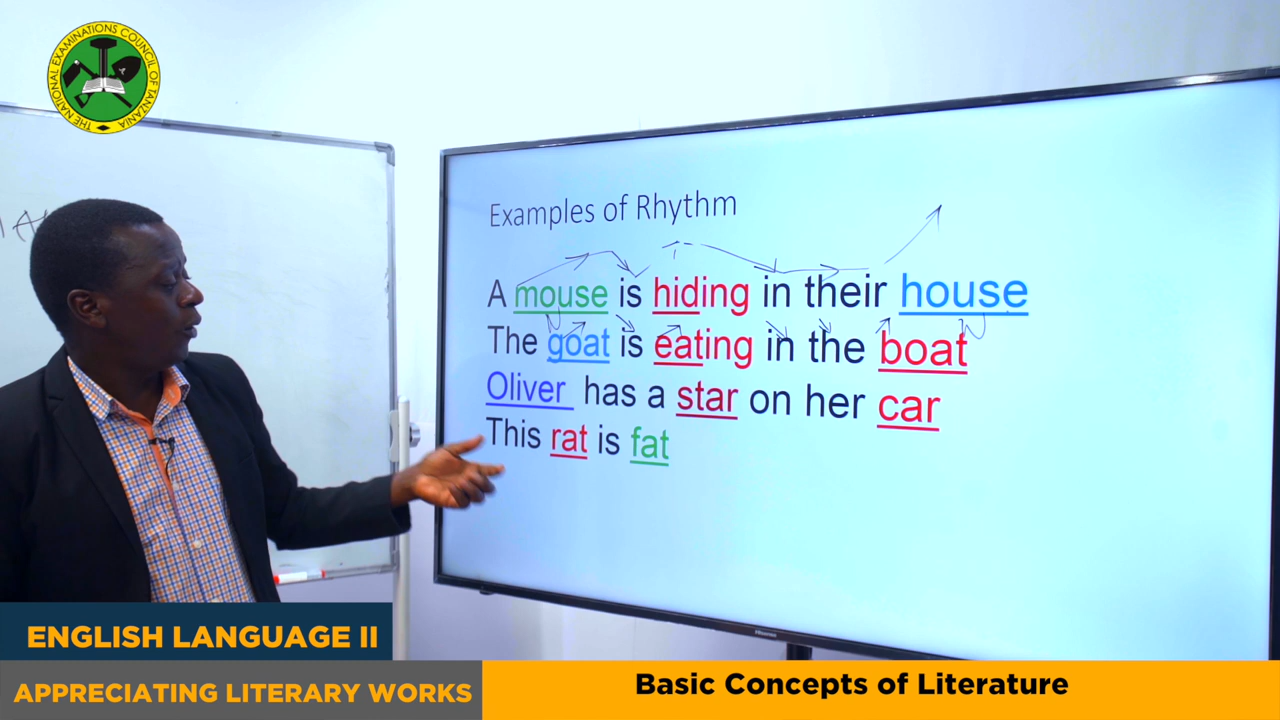 THE NATIONAL EXAMINATIONS COUNCIL OF TANZANIA
Examples of Rhythm
A mouse is hiding in their house
The goat is eating in the boat
Oliver has a star on her car
This rat is fat
Hisense
ENGLISH LANGUAGE II
APPRECIATING LITERARY WORKS
Basic Concepts of Literature